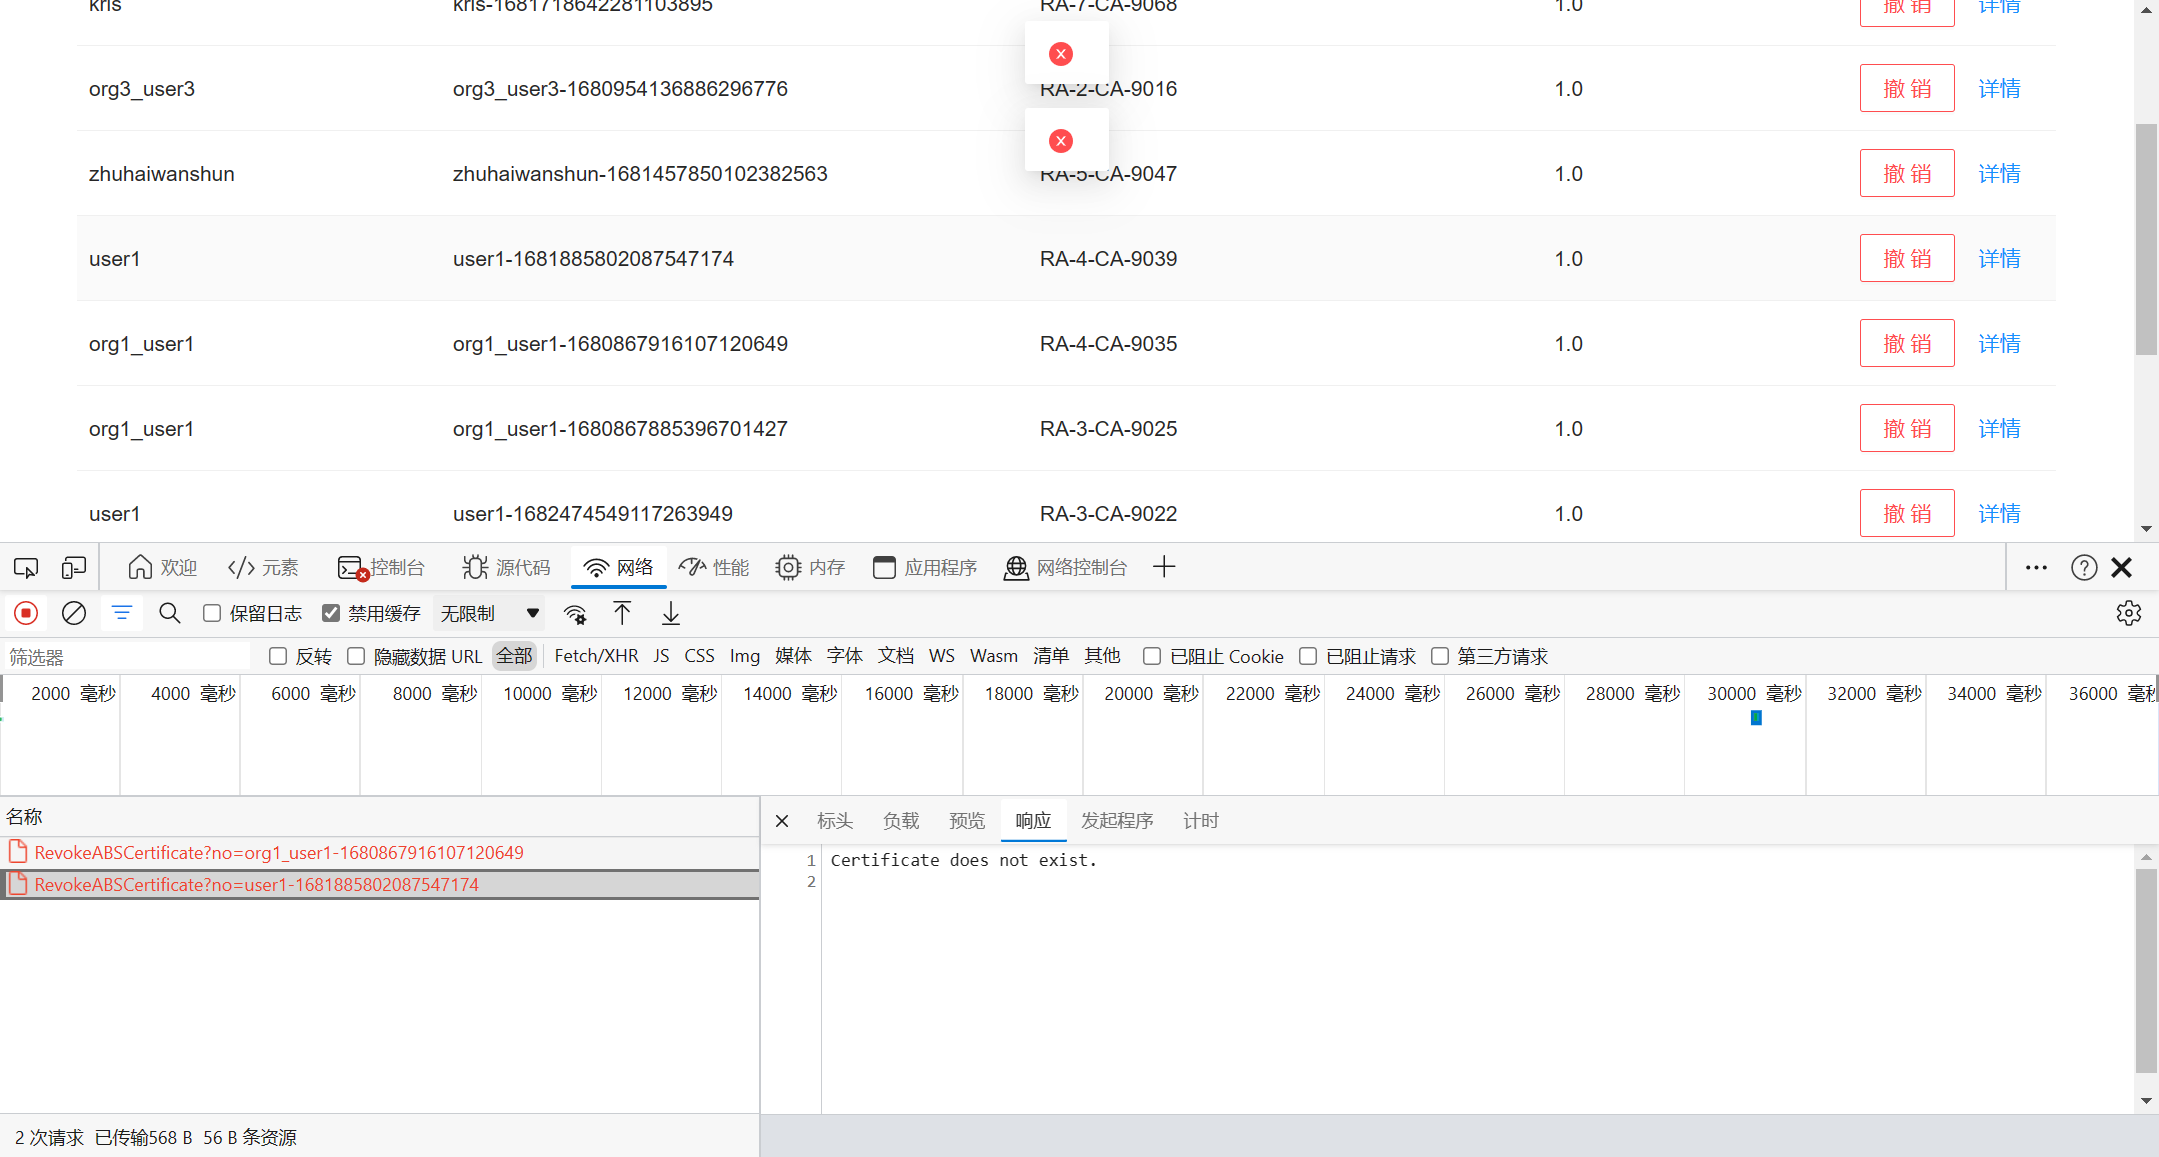 kris kris-1681718642281103895 RA-7-CA-9068 1.0 撤 销 详情
org3_user3 org3_user3-1680954136886296776 RA-2-CA-9016 1.0 撤 销 详情
zhuhaiwanshun zhuhaiwanshun-1681457850102382563 RA-5-CA-9047 1.0 撤 销 详情
user1 user1-1681885802087547174 RA-4-CA-9039 1.0 撤 销 详情
org1_user1 org1_user1-1680867916107120649 RA-4-CA-9035 1.0 撤 销 详情
org1_user1 org1_user1-1680867885396701427 RA-3-CA-9025 1.0 撤 销 详情
user1 user1-1682474549117263949 RA-3-CA-9022 1.0 撤 销 详情
欢迎 元素 控制台 源代码 网络 性能 内存 应用程序 网络控制台
保留日志 禁用缓存 无限制
筛选器 反转 隐藏数据 URL 全部 Fetch/XHR JS CSS Img 媒体 字体 文档 WS Wasm 清单 其他 已阻止 Cookie 已阻止请求 第三方请求
2000 毫秒 4000 毫秒 6000 毫秒 8000 毫秒 10000 毫秒 12000 毫秒 14000 毫秒 16000 毫秒 18000 毫秒 20000 毫秒 22000 毫秒 24000 毫秒 26000 毫秒 28000 毫秒 30000 毫秒 32000 毫秒 34000 毫秒 36000 毫秒
名称
RevokeABSCertificate?no=org1_user1-1680867916107120649
RevokeABSCertificate?no=user1-1681885802087547174
标头 负载 预览 响应 发起程序 计时
1 Certificate does not exist.
2
2 次请求 已传输568 B 56 B 条资源